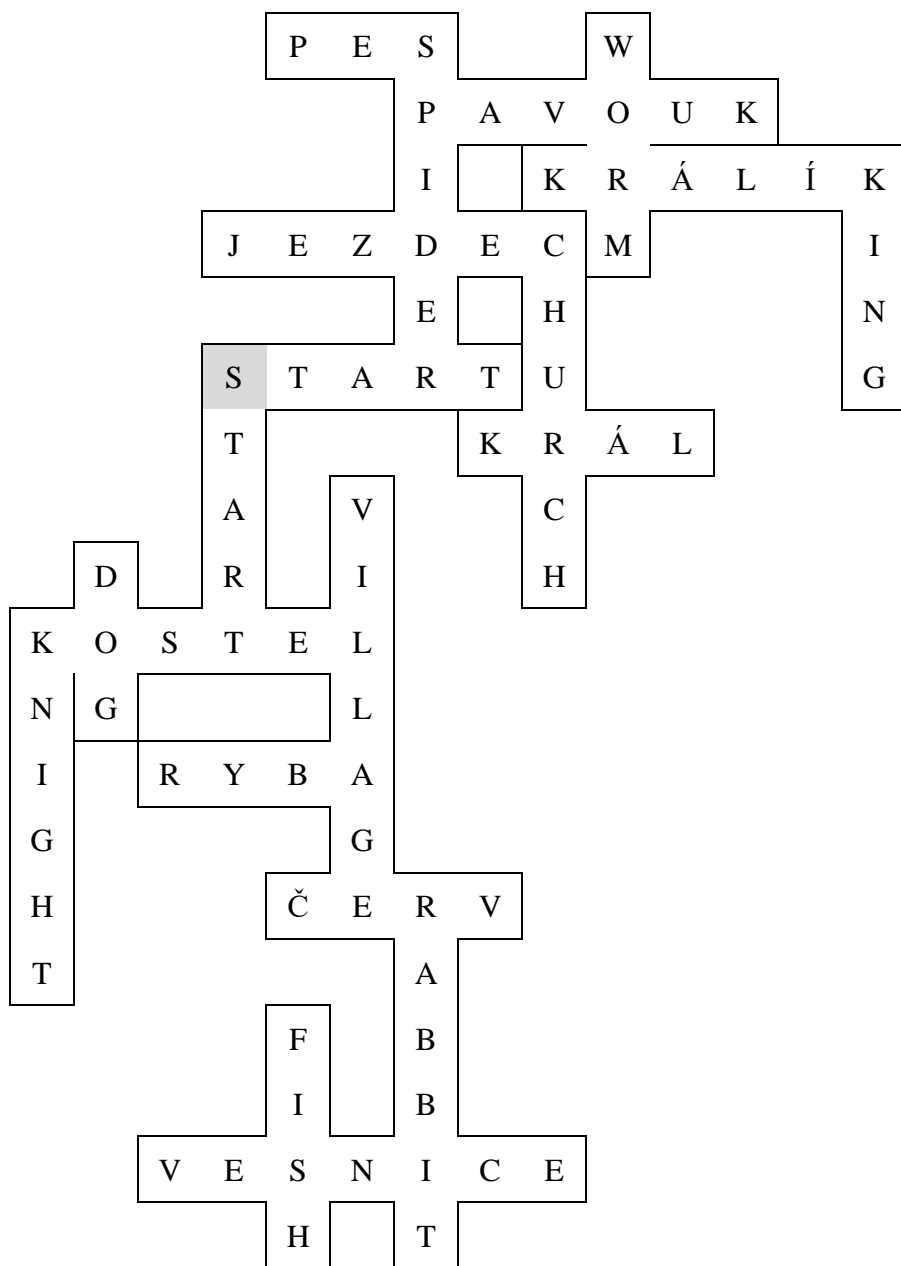 P E S W
P A V O U K
I K R Á L Í K
J E Z D E C M I
E H N
S T A R T U G
T K R Á L
A V C
D R I H
K O S T E L
N G L
I R Y B A
G G
H Č E R V
T A
F B
I B
V E S N I C E
H T